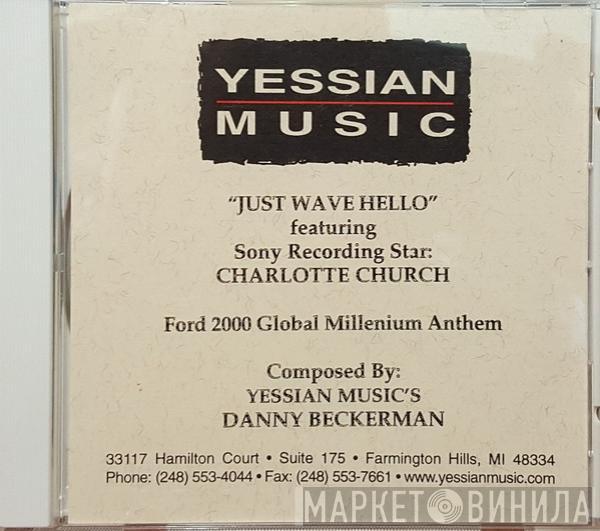 YESSIAN
MUSIC
"JUST WAVE HELLO"
featuring
Sony Recording Star:
CHARLOTTE CHURCH
Ford 2000 Global Millenium Anthem
Composed By:
YESSIAN MUSIC'S
DANNY BECKERMAN
33117 Hamilton Court • Suite 175 • Farmington Hills, MI 48334
Phone: (248) 553-4044 • Fax: (248) 553-7661 • www.yessianmusic.com
МАРКЕТ ВИНИЛА